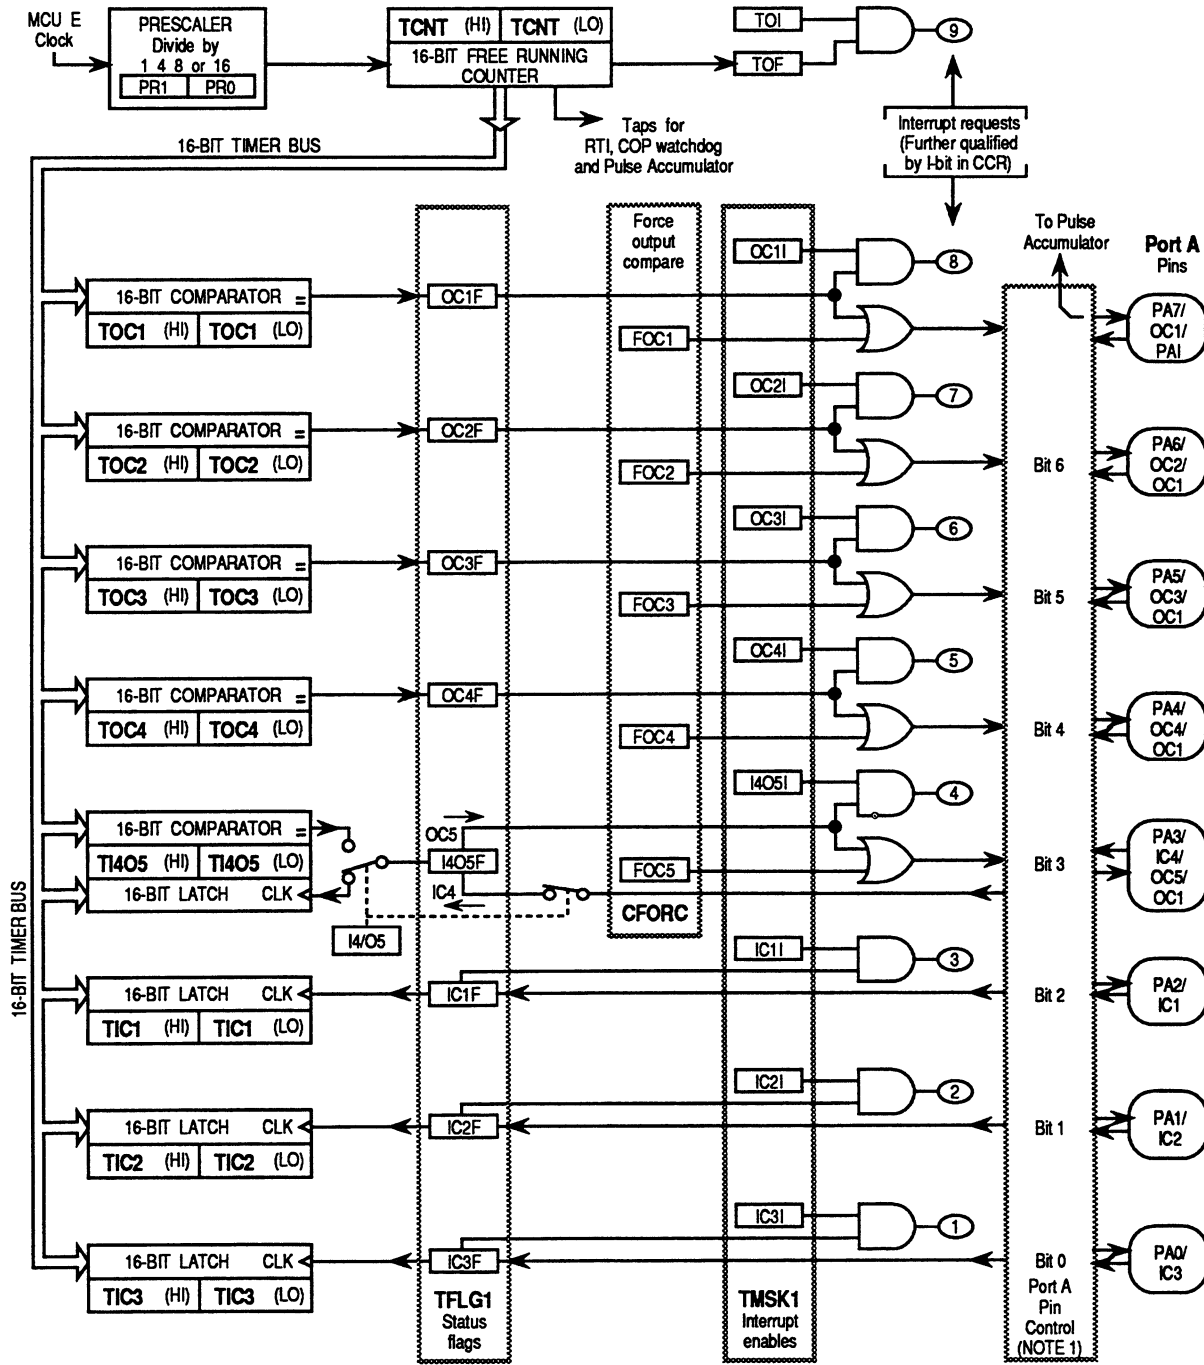 MCU E
Clock
PRESCALER
Divide by
1 4 8 or 16
PR1 PR0
TCNT (HI) TCNT (LO)
16-BIT FREE RUNNING
COUNTER
TOI
TOF
9
Taps for
RTI, COP watchdog
and Pulse Accumulator
Interrupt requests
(Further qualified
by I-bit in CCR)
16-BIT TIMER BUS
Force
output
compare
To Pulse
Accumulator
Port A
Pins
OC1I
8
16-BIT COMPARATOR =
TOC1 (HI) TOC1 (LO)
OC1F
FOC1
PA7/
OC1/
PAI
OC2I
7
16-BIT COMPARATOR =
TOC2 (HI) TOC2 (LO)
OC2F
FOC2
Bit 6
PA6/
OC2/
OC1
OC3I
6
16-BIT COMPARATOR =
TOC3 (HI) TOC3 (LO)
OC3F
FOC3
Bit 5
PA5/
OC3/
OC1
OC4I
5
16-BIT COMPARATOR =
TOC4 (HI) TOC4 (LO)
OC4F
FOC4
Bit 4
PA4/
OC4/
OC1
I4O5I
4
16-BIT COMPARATOR =
TI4O5 (HI) TI4O5 (LO)
16-BIT LATCH CLK
OC5
I4O5F
IC4
I4/O5
FOC5
CFORC
Bit 3
PA3/
IC4/
OC5/
OC1
16-BIT TIMER BUS
IC1I
3
16-BIT LATCH CLK
TIC1 (HI) TIC1 (LO)
IC1F
Bit 2
PA2/
IC1
IC2I
2
16-BIT LATCH CLK
TIC2 (HI) TIC2 (LO)
IC2F
Bit 1
PA1/
IC2
IC3I
1
16-BIT LATCH CLK
TIC3 (HI) TIC3 (LO)
IC3F
Bit 0
PA0/
IC3
TFLG1
Status
flags
TMSK1
Interrupt
enables
Port A
Pin
Control
(NOTE 1)